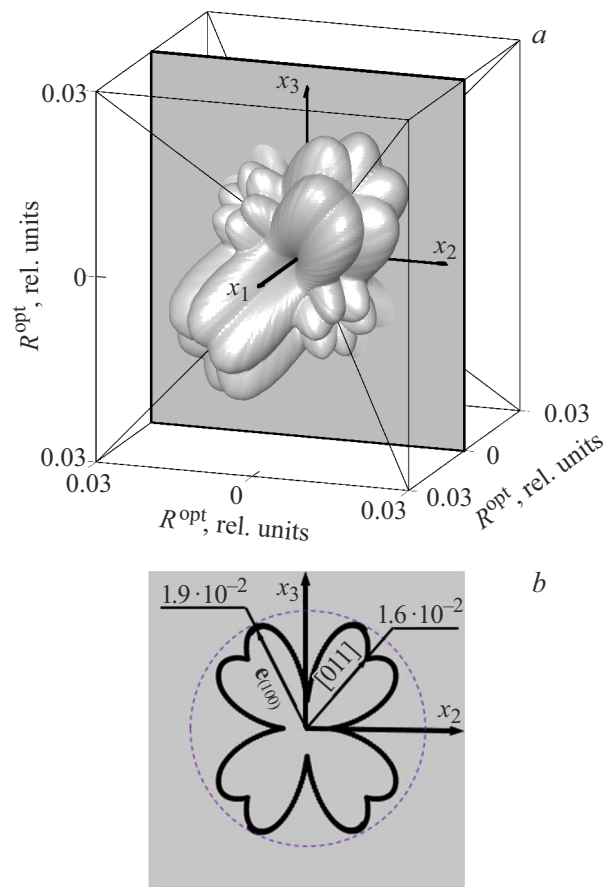 a
0.03
x₃
x₂
x₁
R^opt, rel. units
0
0.03
0.03
0
0.03
0.03
0
0.03
R^opt, rel. units
R^opt, rel. units
b
1.9 · 10⁻²
x₃
1.6 · 10⁻²
e₍₁₀₀₎
[011]
x₂